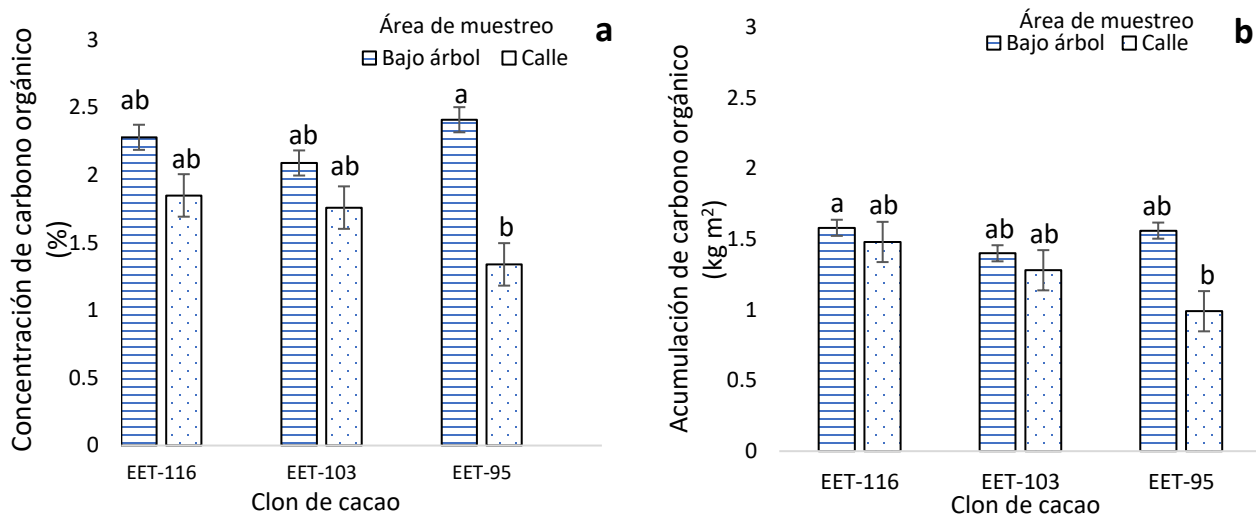 a
Área de muestreo
Bajo árbol
Calle
Concentración de carbono orgánico
(%)
3
2.5
2
1.5
1
0.5
0
ab
ab
ab
ab
a
b
EET-116
EET-103
EET-95
Clon de cacao
b
Área de muestreo
Bajo árbol
Calle
Acumulación de carbono orgánico
(kg m²)
3
2.5
2
1.5
1
0.5
0
a
ab
ab
ab
ab
b
EET-116
EET-103
EET-95
Clon de cacao